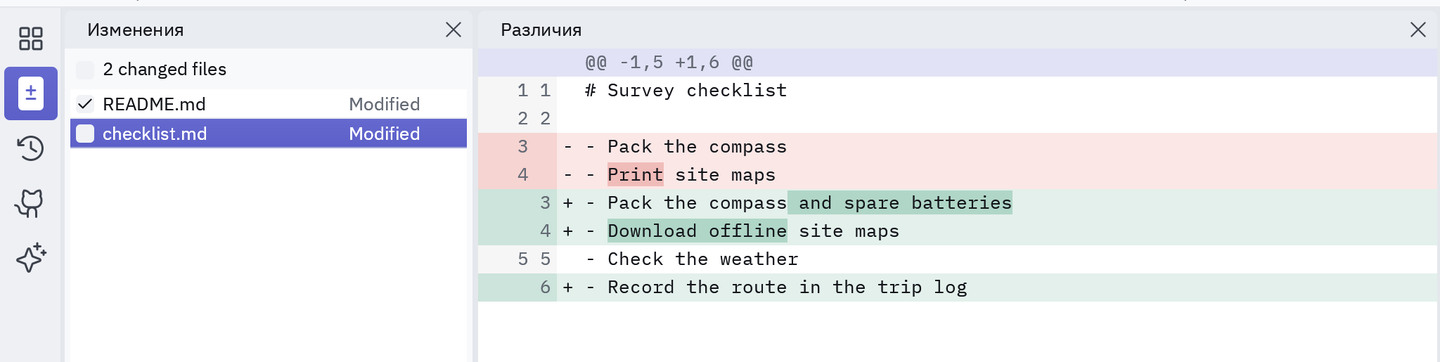 Изменения
2 changed files
README.md Modified
checklist.md Modified
Различия
@@ -1,5 +1,6 @@
1 1 # Survey checklist
2 2
3 - - Pack the compass
4 - - Print site maps
3 + - Pack the compass and spare batteries
4 + - Download offline site maps
5 5 - Check the weather
6 + - Record the route in the trip log